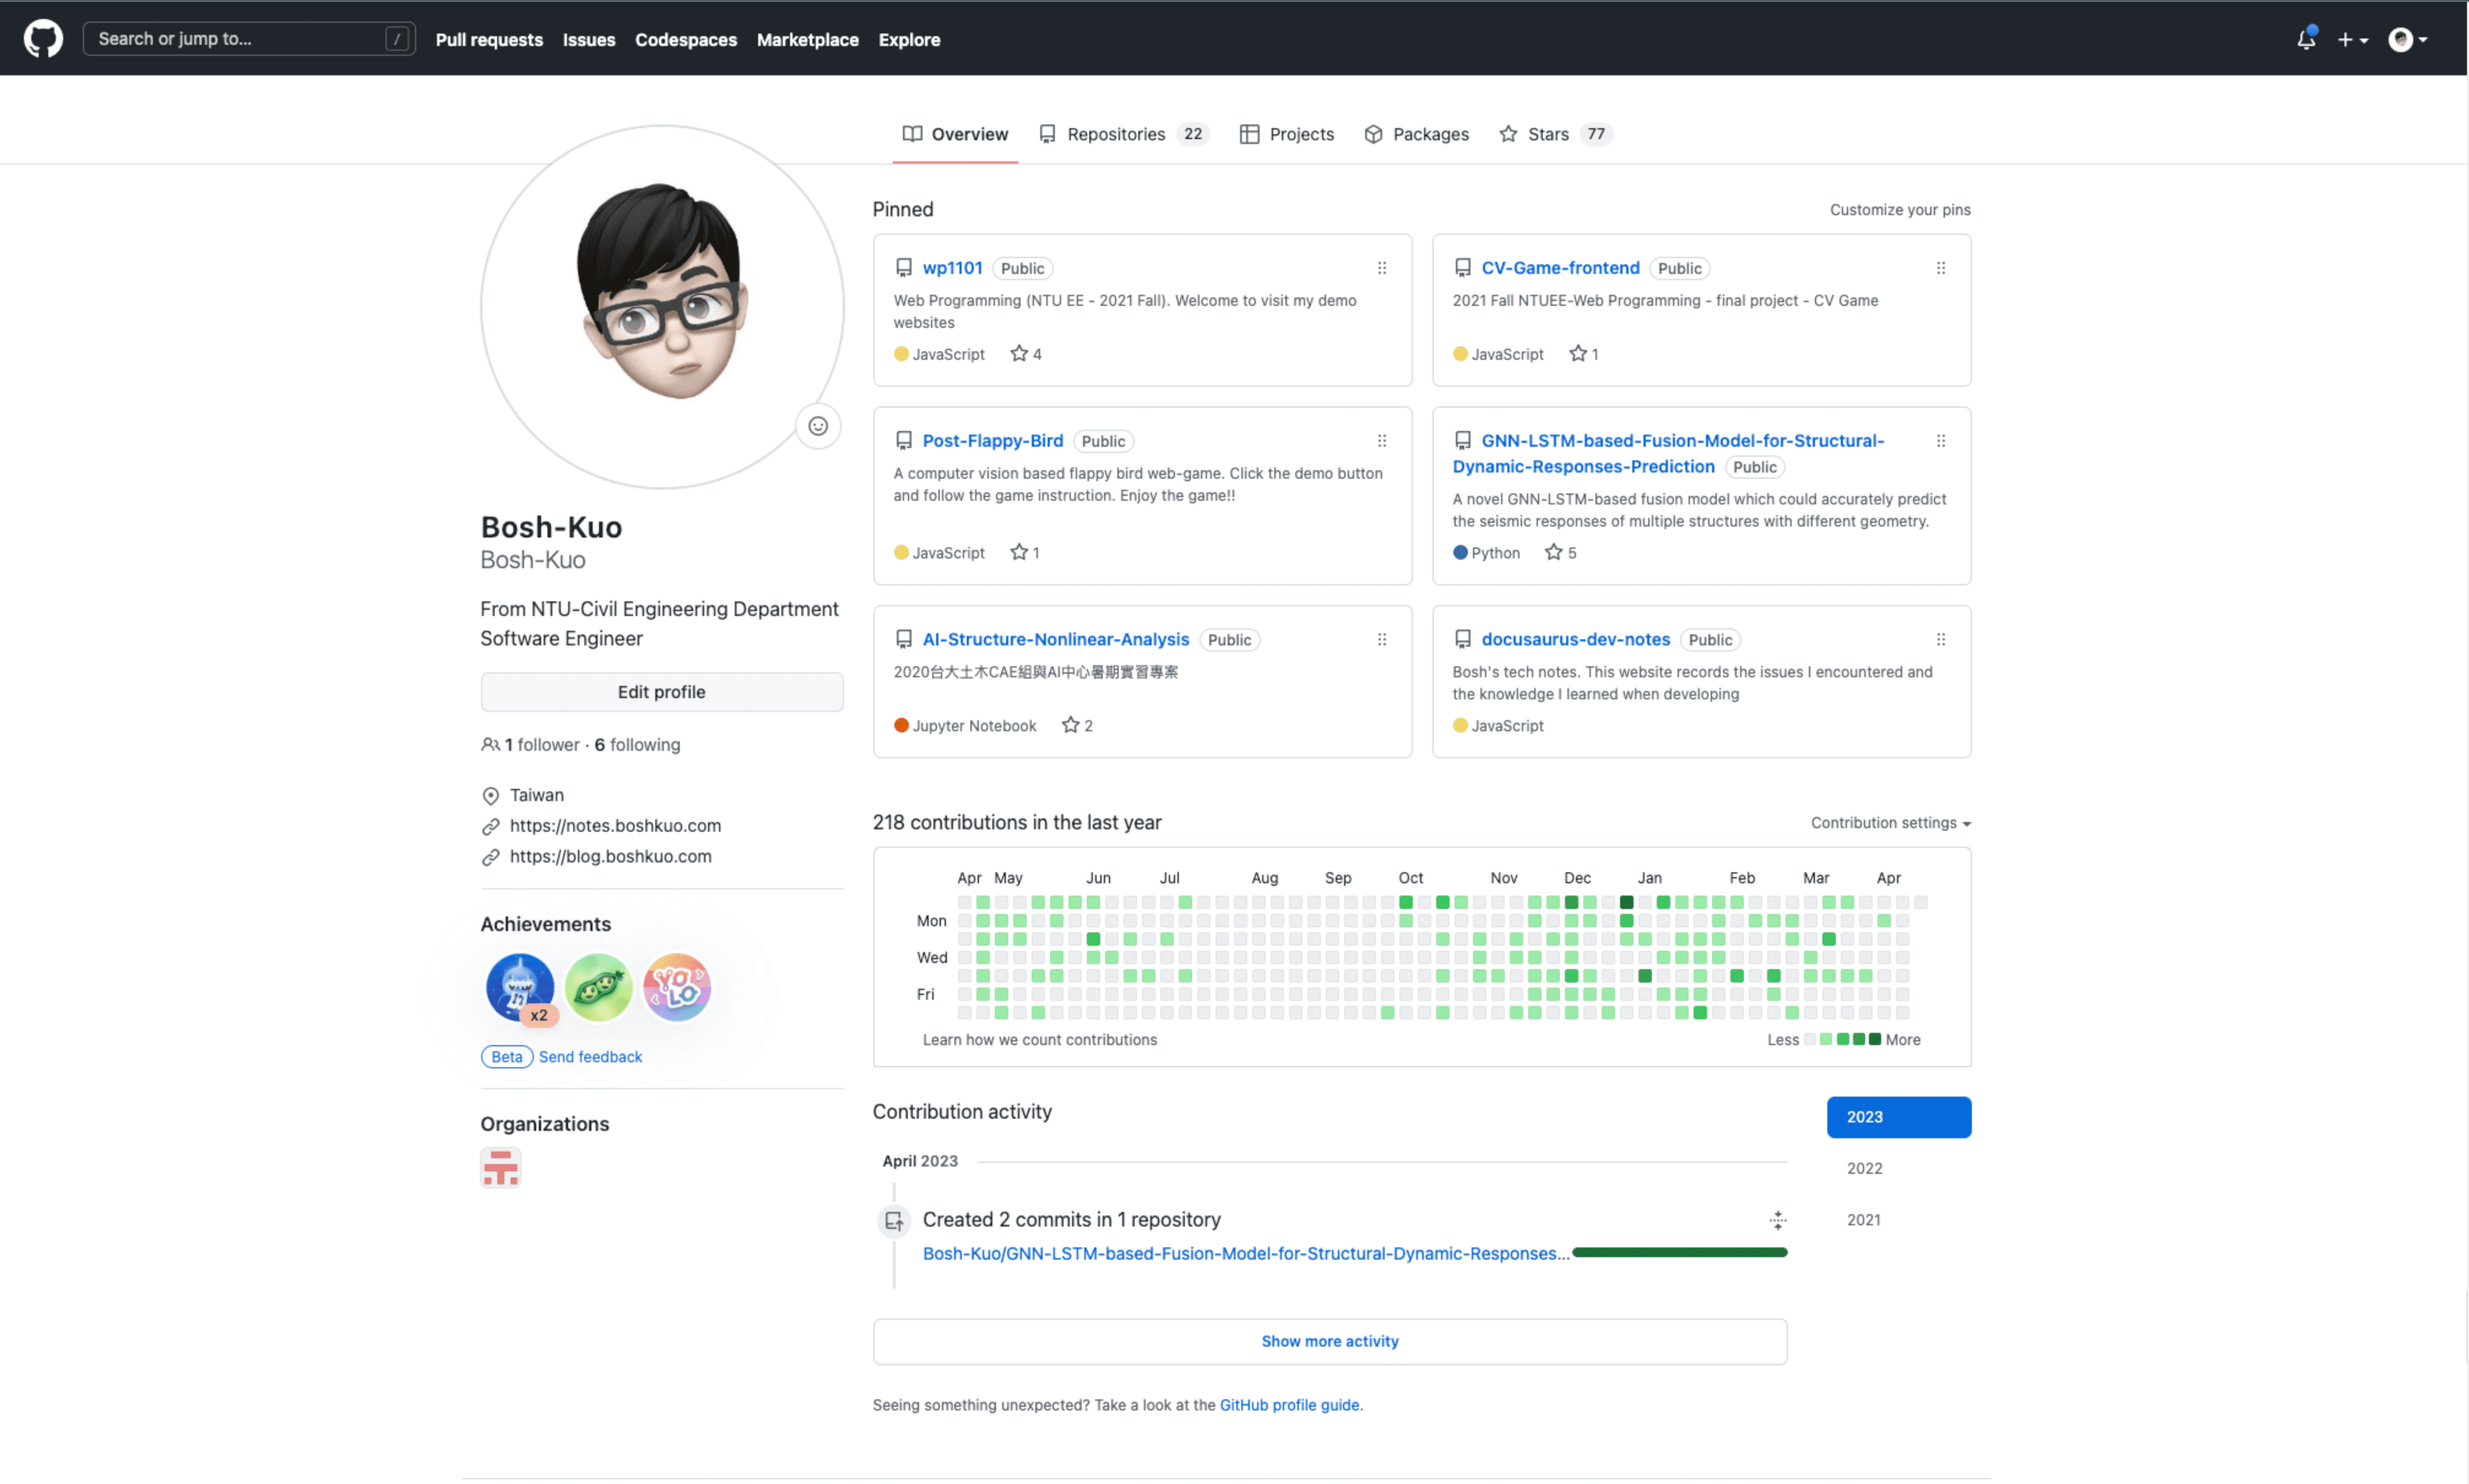 Search or jump to... /
Pull requests Issues Codespaces Marketplace Explore
Overview Repositories 22 Projects Packages Stars 77
Bosh-Kuo
Bosh-Kuo
From NTU-Civil Engineering Department
Software Engineer
Edit profile
1 follower · 6 following
Taiwan
https://notes.boshkuo.com
https://blog.boshkuo.com
Achievements
x2
YOLO
Beta Send feedback
Organizations
Pinned
Customize your pins
wp1101 Public
Web Programming (NTU EE - 2021 Fall). Welcome to visit my demo
websites
JavaScript 4
CV-Game-frontend Public
2021 Fall NTUEE-Web Programming - final project - CV Game
JavaScript 1
Post-Flappy-Bird Public
A computer vision based flappy bird web-game. Click the demo button
and follow the game instruction. Enjoy the game!!
JavaScript 1
GNN-LSTM-based-Fusion-Model-for-Structural-
Dynamic-Responses-Prediction Public
A novel GNN-LSTM-based fusion model which could accurately predict
the seismic responses of multiple structures with different geometry.
Python 5
AI-Structure-Nonlinear-Analysis Public
2020台大土木CAE組與AI中心暑期實習專案
Jupyter Notebook 2
docusaurus-dev-notes Public
Bosh's tech notes. This website records the issues I encountered and
the knowledge I learned when developing
JavaScript
218 contributions in the last year
Contribution settings
Apr May Jun Jul Aug Sep Oct Nov Dec Jan Feb Mar Apr
Mon
Wed
Fri
Learn how we count contributions
Less More
Contribution activity
2023
2022
2021
April 2023
Created 2 commits in 1 repository
Bosh-Kuo/GNN-LSTM-based-Fusion-Model-for-Structural-Dynamic-Responses...
Show more activity
Seeing something unexpected? Take a look at the GitHub profile guide.